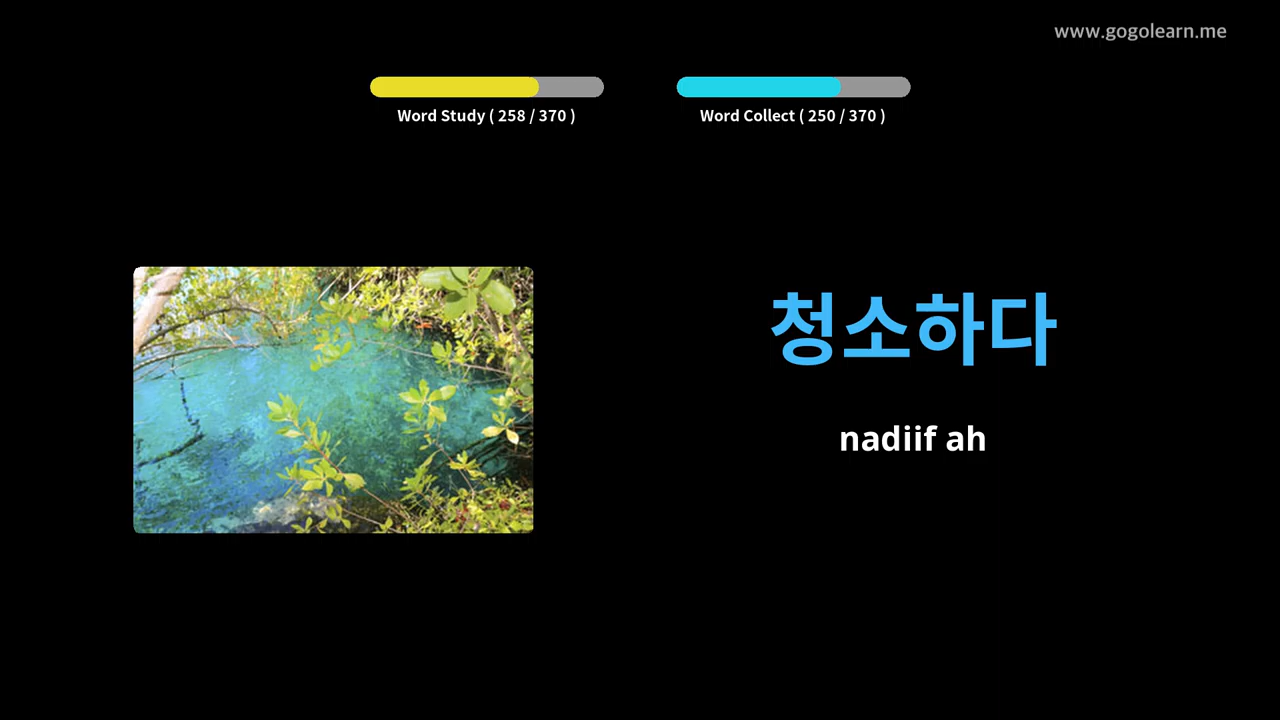 www.gogolearn.me
Word Study ( 258 / 370 )
Word Collect ( 250 / 370 )
청소하다
nadiif ah